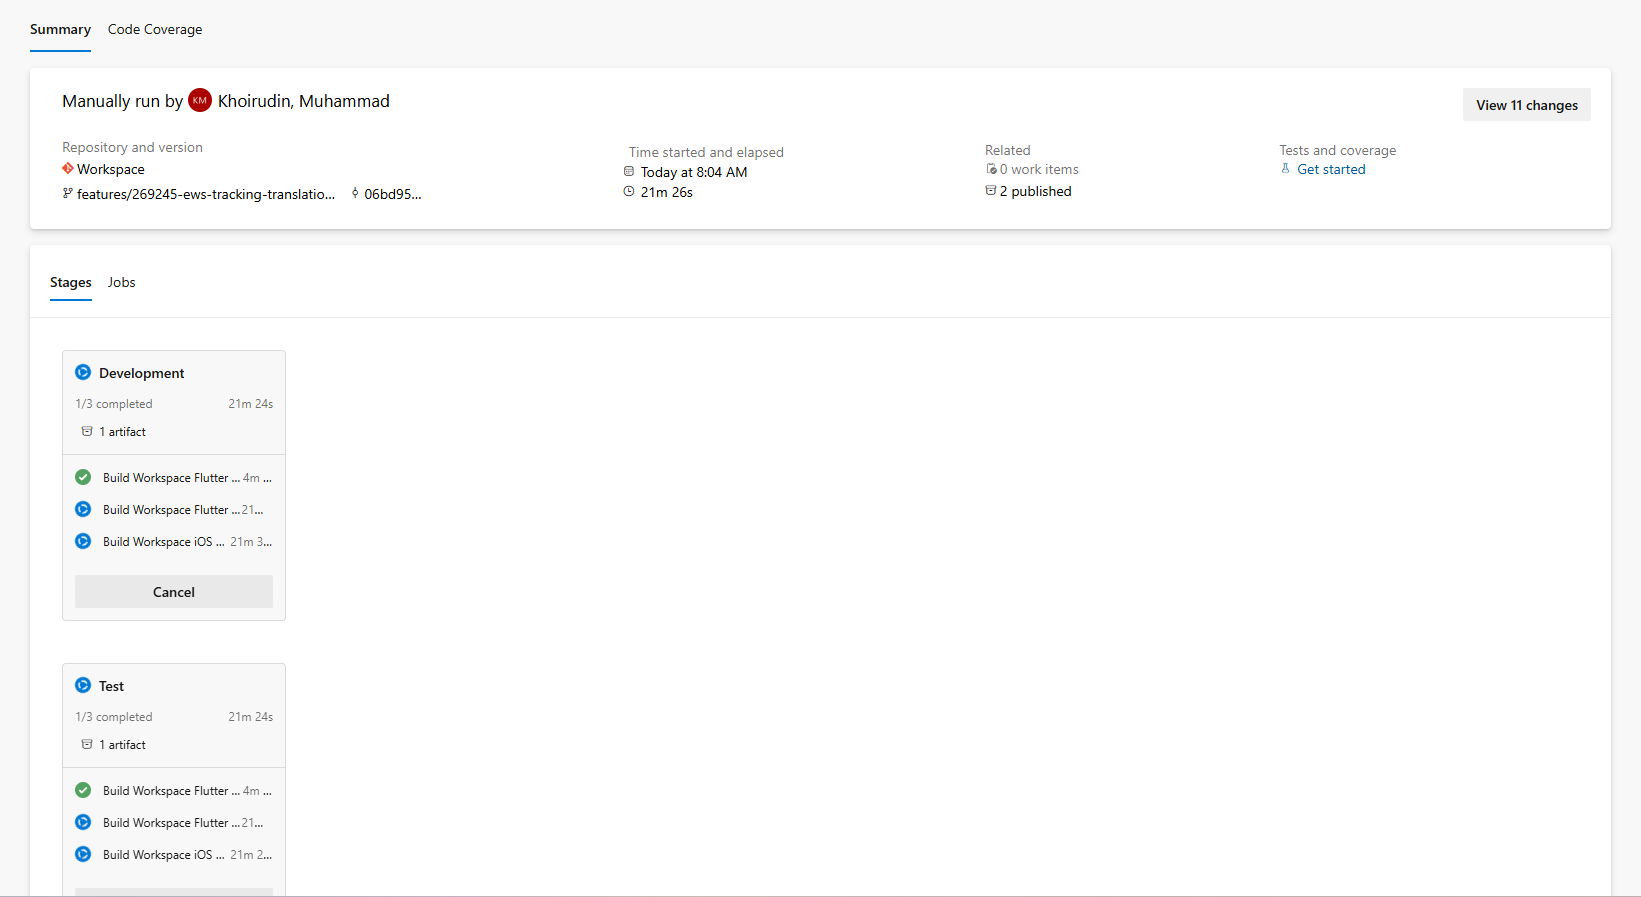 Summary Code Coverage
Manually run by KM Khoirudin, Muhammad
View 11 changes
Repository and version
Workspace
features/269245-ews-tracking-translatio... 06bd95...
Time started and elapsed
Today at 8:04 AM
21m 26s
Related
0 work items
2 published
Tests and coverage
Get started
Stages Jobs
Development
1/3 completed 21m 24s
1 artifact
Build Workspace Flutter ... 4m ...
Build Workspace Flutter ... 21...
Build Workspace iOS ... 21m 3...
Cancel
Test
1/3 completed 21m 24s
1 artifact
Build Workspace Flutter ... 4m ...
Build Workspace Flutter ... 21...
Build Workspace iOS ... 21m 2...